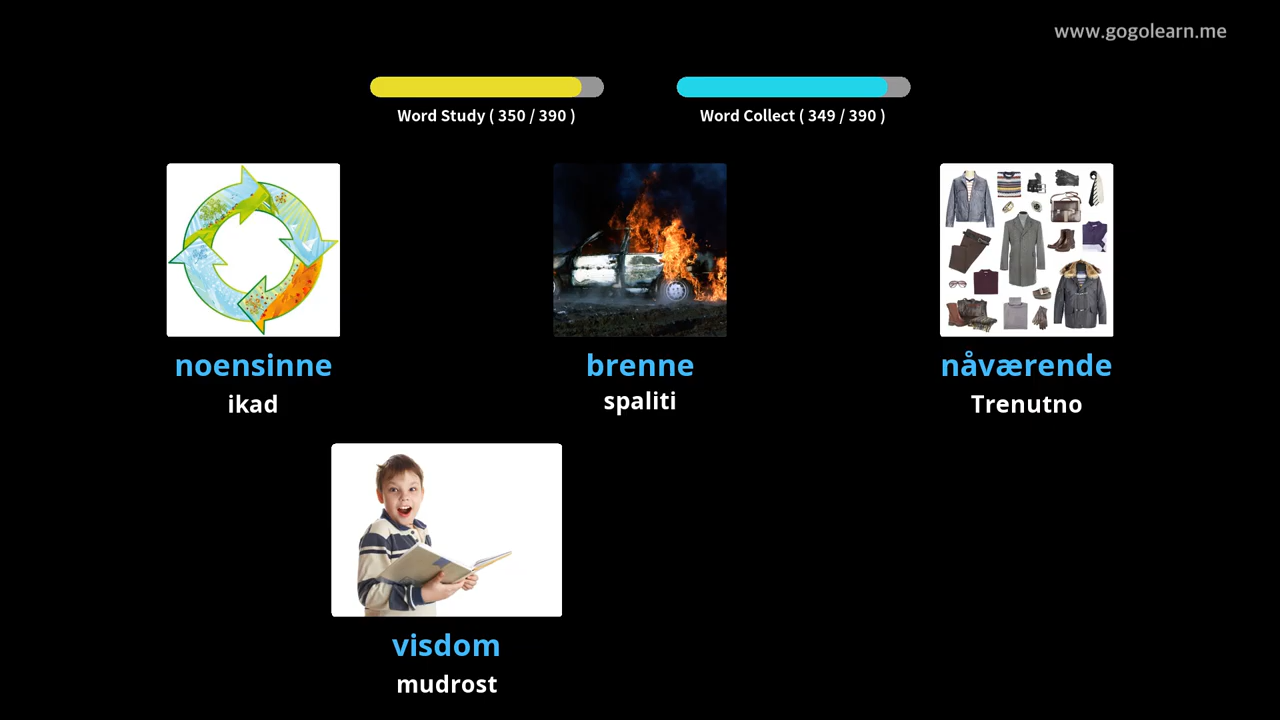 www.gogolearn.me
Word Study ( 350 / 390 )
Word Collect ( 349 / 390 )
noensinne
ikad
brenne
spaliti
nåværende
Trenutno
visdom
mudrost